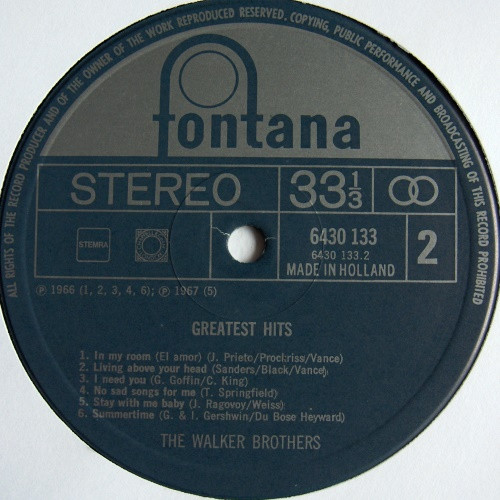 ALL RIGHTS OF THE RECORD PRODUCER AND OF THE OWNER OF THE WORK REPRODUCED RESERVED. COPYING, PUBLIC PERFORMANCE AND BROADCASTING OF THIS RECORD PROHIBITED
fontana
STEREO 33 1/3
STEMRA
6430 133
6430 133.2
MADE IN HOLLAND
2
℗ 1966 (1, 2, 3, 4, 6); ℗ 1967 (5)
GREATEST HITS
1. In my room (El amor) (J. Prieto/Prochriss/Vance)
2. Living above your head (Sanders/Black/Vance)
3. I need you (G. Goffin/C. King)
4. No sad songs for me (T. Springfield)
5. Stay with me baby (J. Ragovoy/Weiss)
6. Summertime (G. & I. Gershwin/Du Bose Heyward)
THE WALKER BROTHERS